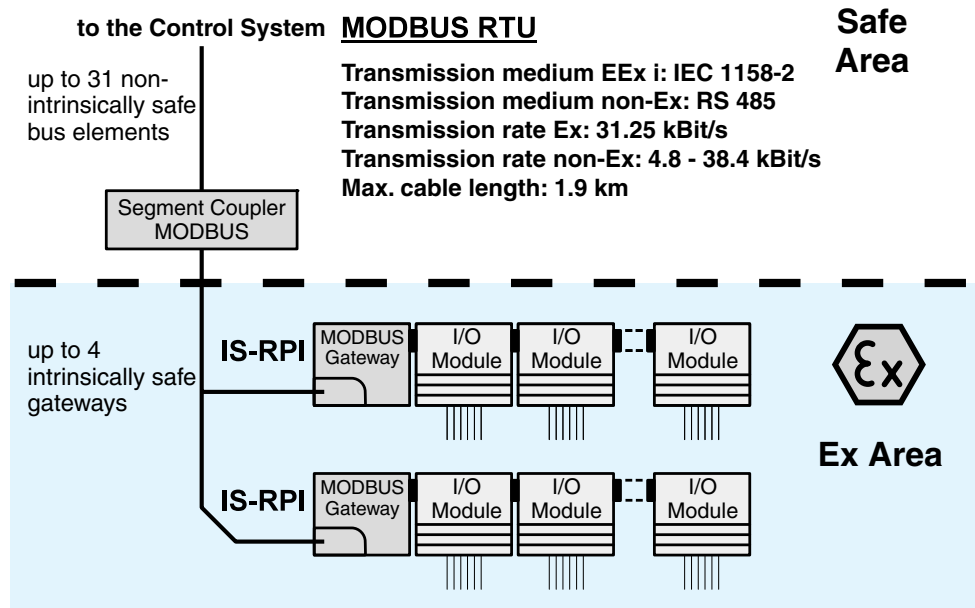 to the Control System
MODBUS RTU
Safe
Area
up to 31 non-
intrinsically safe
bus elements
Transmission medium EEx i: IEC 1158-2
Transmission medium non-Ex: RS 485
Transmission rate Ex: 31.25 kBit/s
Transmission rate non-Ex: 4.8 - 38.4 kBit/s
Max. cable length: 1.9 km
Segment Coupler
MODBUS
up to 4
intrinsically safe
gateways
IS-RPI
MODBUS
Gateway
I/O
Module
I/O
Module
I/O
Module
Ex
Ex Area
IS-RPI
MODBUS
Gateway
I/O
Module
I/O
Module
I/O
Module